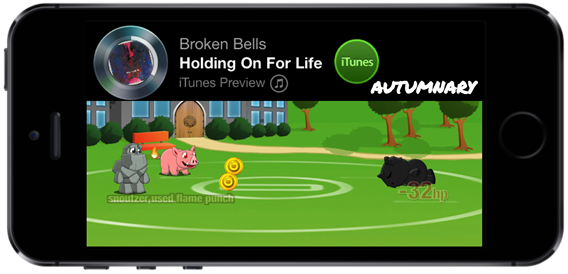 Broken Bells
Holding On For Life
iTunes Preview
iTunes
AUTUMNARY
snoutzer used flame punch
-32hp